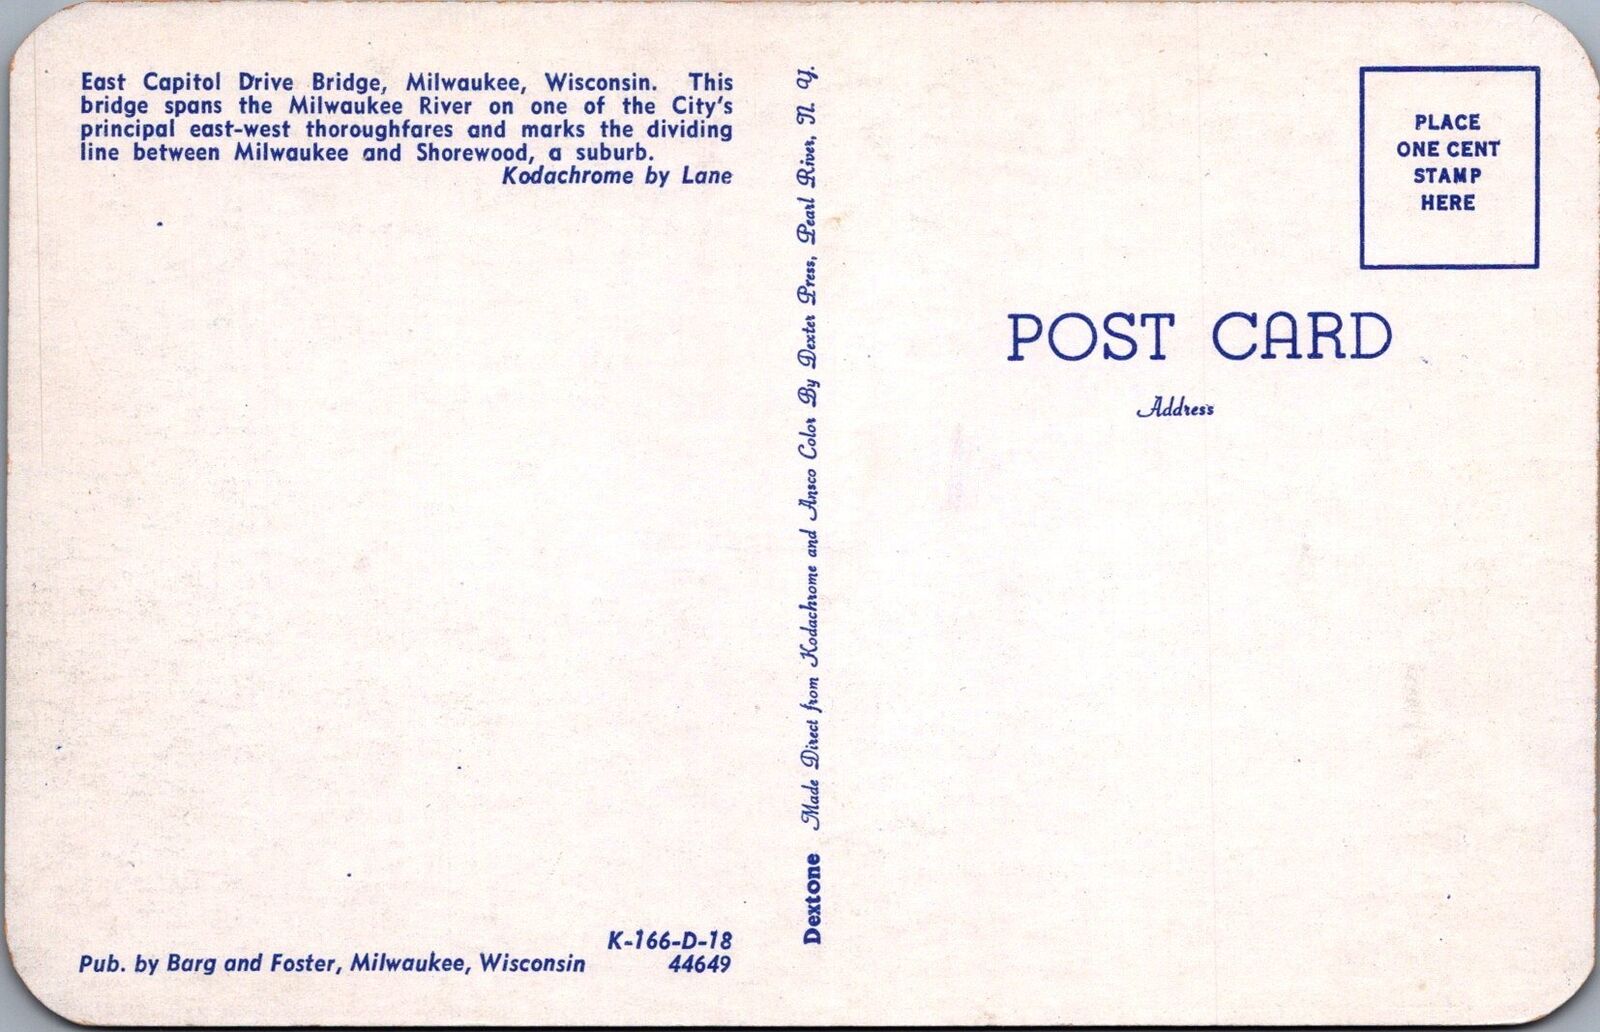 East Capitol Drive Bridge, Milwaukee, Wisconsin. This
bridge spans the Milwaukee River on one of the City's
principal east-west thoroughfares and marks the dividing
line between Milwaukee and Shorewood, a suburb.
Kodachrome by Lane
K-166-D-18
Pub. by Barg and Foster, Milwaukee, Wisconsin 44649
Dextone Made Direct from Kodachrome and Ansco Color By Dexter Press, Pearl River, N. Y.
PLACE
ONE CENT
STAMP
HERE
POST CARD
Address